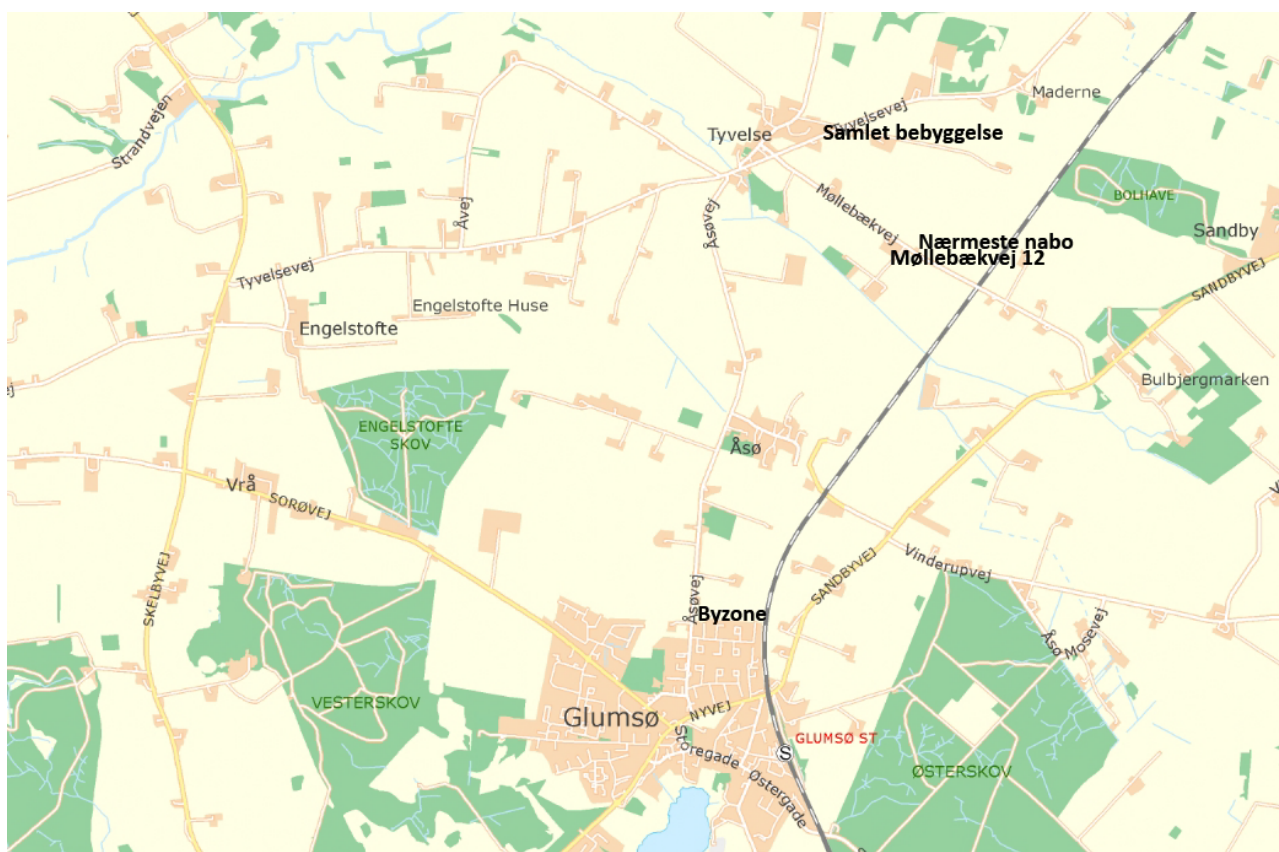 Strandvejen
Tyvelse
Tyvelsevej
Samlet bebyggelse
Maderne
BOLHAVE
Sandby
Åvej
Åsøvej
Møllebækvej
Nærmeste nabo
Møllebækvej 12
Tyvelsevej
Engelstofte Huse
Engelstofte
SANDBYVEJ
Bulbjergmarken
ENGELSTOFTE
SKOV
Åsø
Vrå
SORØVEJ
SKELBYVEJ
SANDBYVEJ
Vinderupvej
Åsøvej
Byzone
Åsø Mosevej
VESTERSKOV
Glumsø
NYVEJ
Storegade
Østergade
GLUMSØ ST
S
ØSTERSKOV